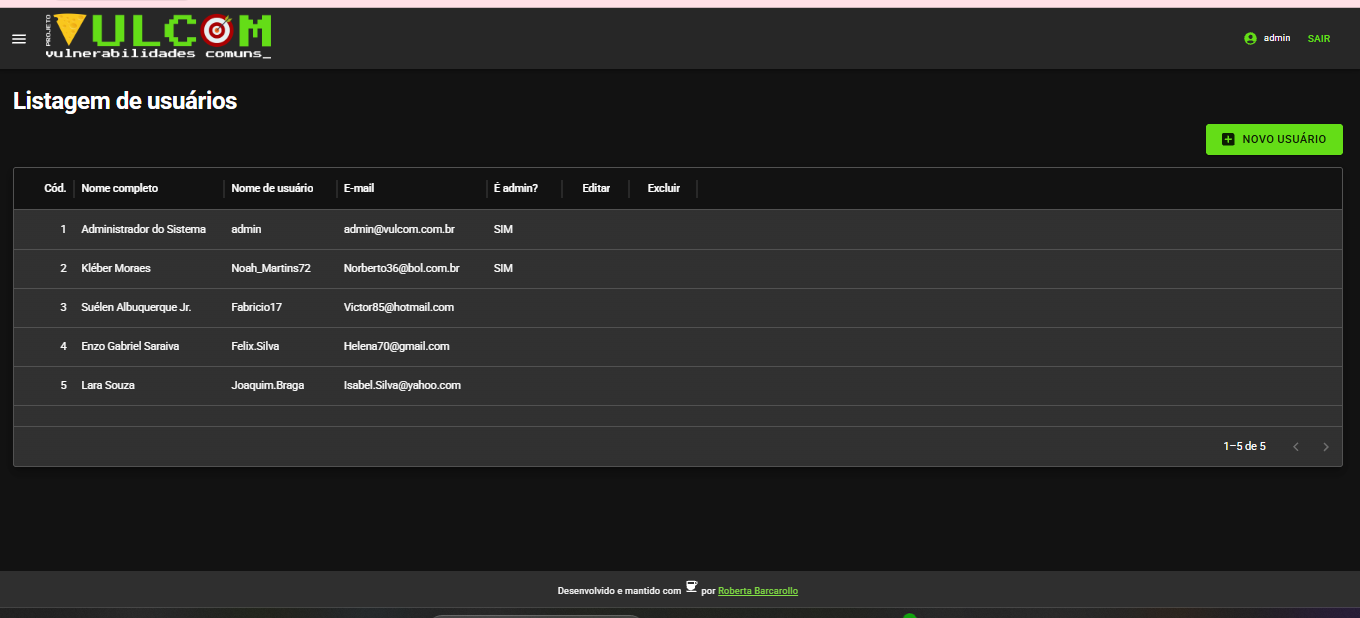 PROJETO
VULCOM
vulnerabilidades comuns_
admin SAIR
Listagem de usuários
NOVO USUÁRIO
Cód. Nome completo Nome de usuário E-mail É admin? Editar Excluir
1 Administrador do Sistema admin admin@vulcom.com.br SIM
2 Kléber Moraes Noah_Martins72 Norberto36@bol.com.br SIM
3 Suélen Albuquerque Jr. Fabricio17 Victor85@hotmail.com
4 Enzo Gabriel Saraiva Felix.Silva Helena70@gmail.com
5 Lara Souza Joaquim.Braga Isabel.Silva@yahoo.com
1–5 de 5
Desenvolvido e mantido com por Roberta Barcarollo